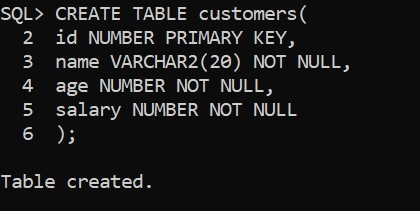 SQL> CREATE TABLE customers(
  2  id NUMBER PRIMARY KEY,
  3  name VARCHAR2(20) NOT NULL,
  4  age NUMBER NOT NULL,
  5  salary NUMBER NOT NULL
  6  );

Table created.